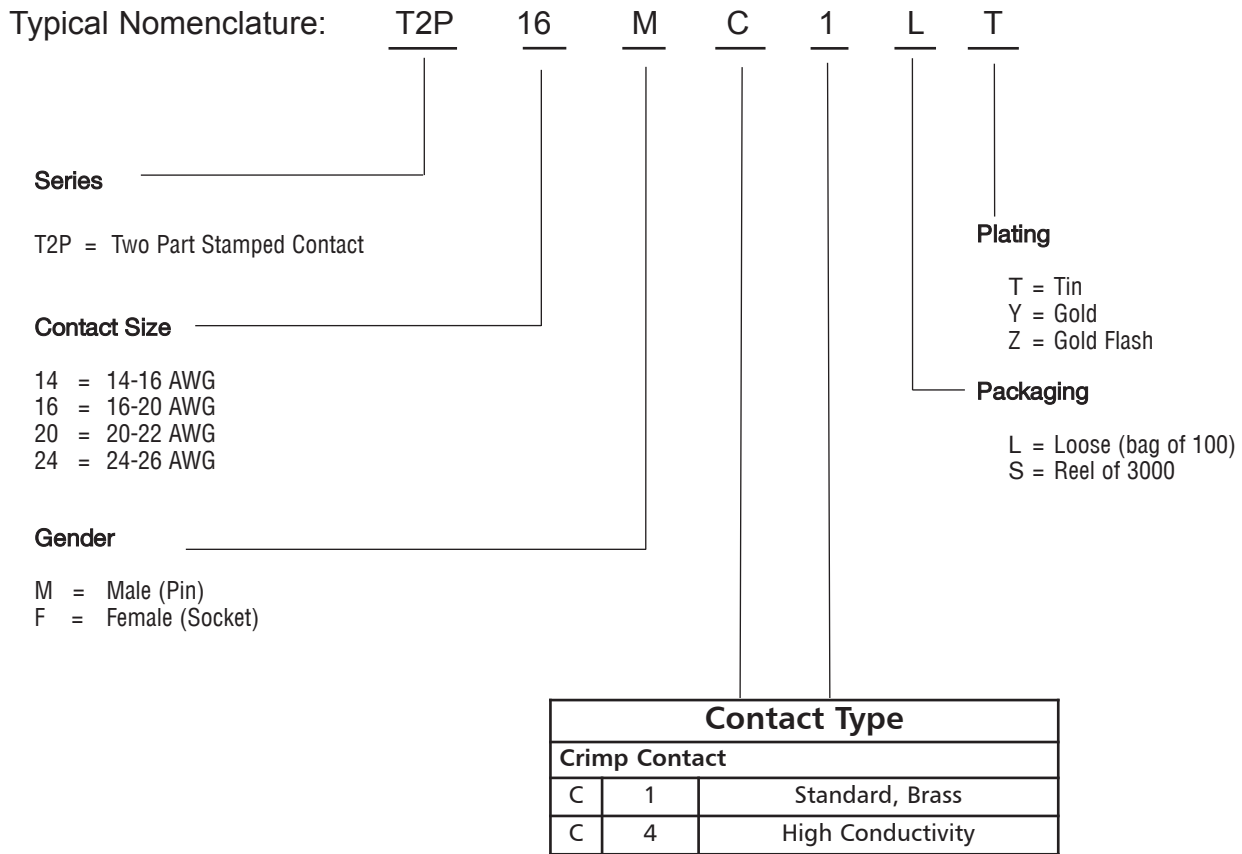 Typical Nomenclature: T2P 16 M C 1 L T
Series
T2P = Two Part Stamped Contact
Contact Size
14 = 14-16 AWG
16 = 16-20 AWG
20 = 20-22 AWG
24 = 24-26 AWG
Gender
M = Male (Pin)
F = Female (Socket)
Plating
T = Tin
Y = Gold
Z = Gold Flash
Packaging
L = Loose (bag of 100)
S = Reel of 3000
Contact Type
Crimp Contact
C 1 Standard, Brass
C 4 High Conductivity